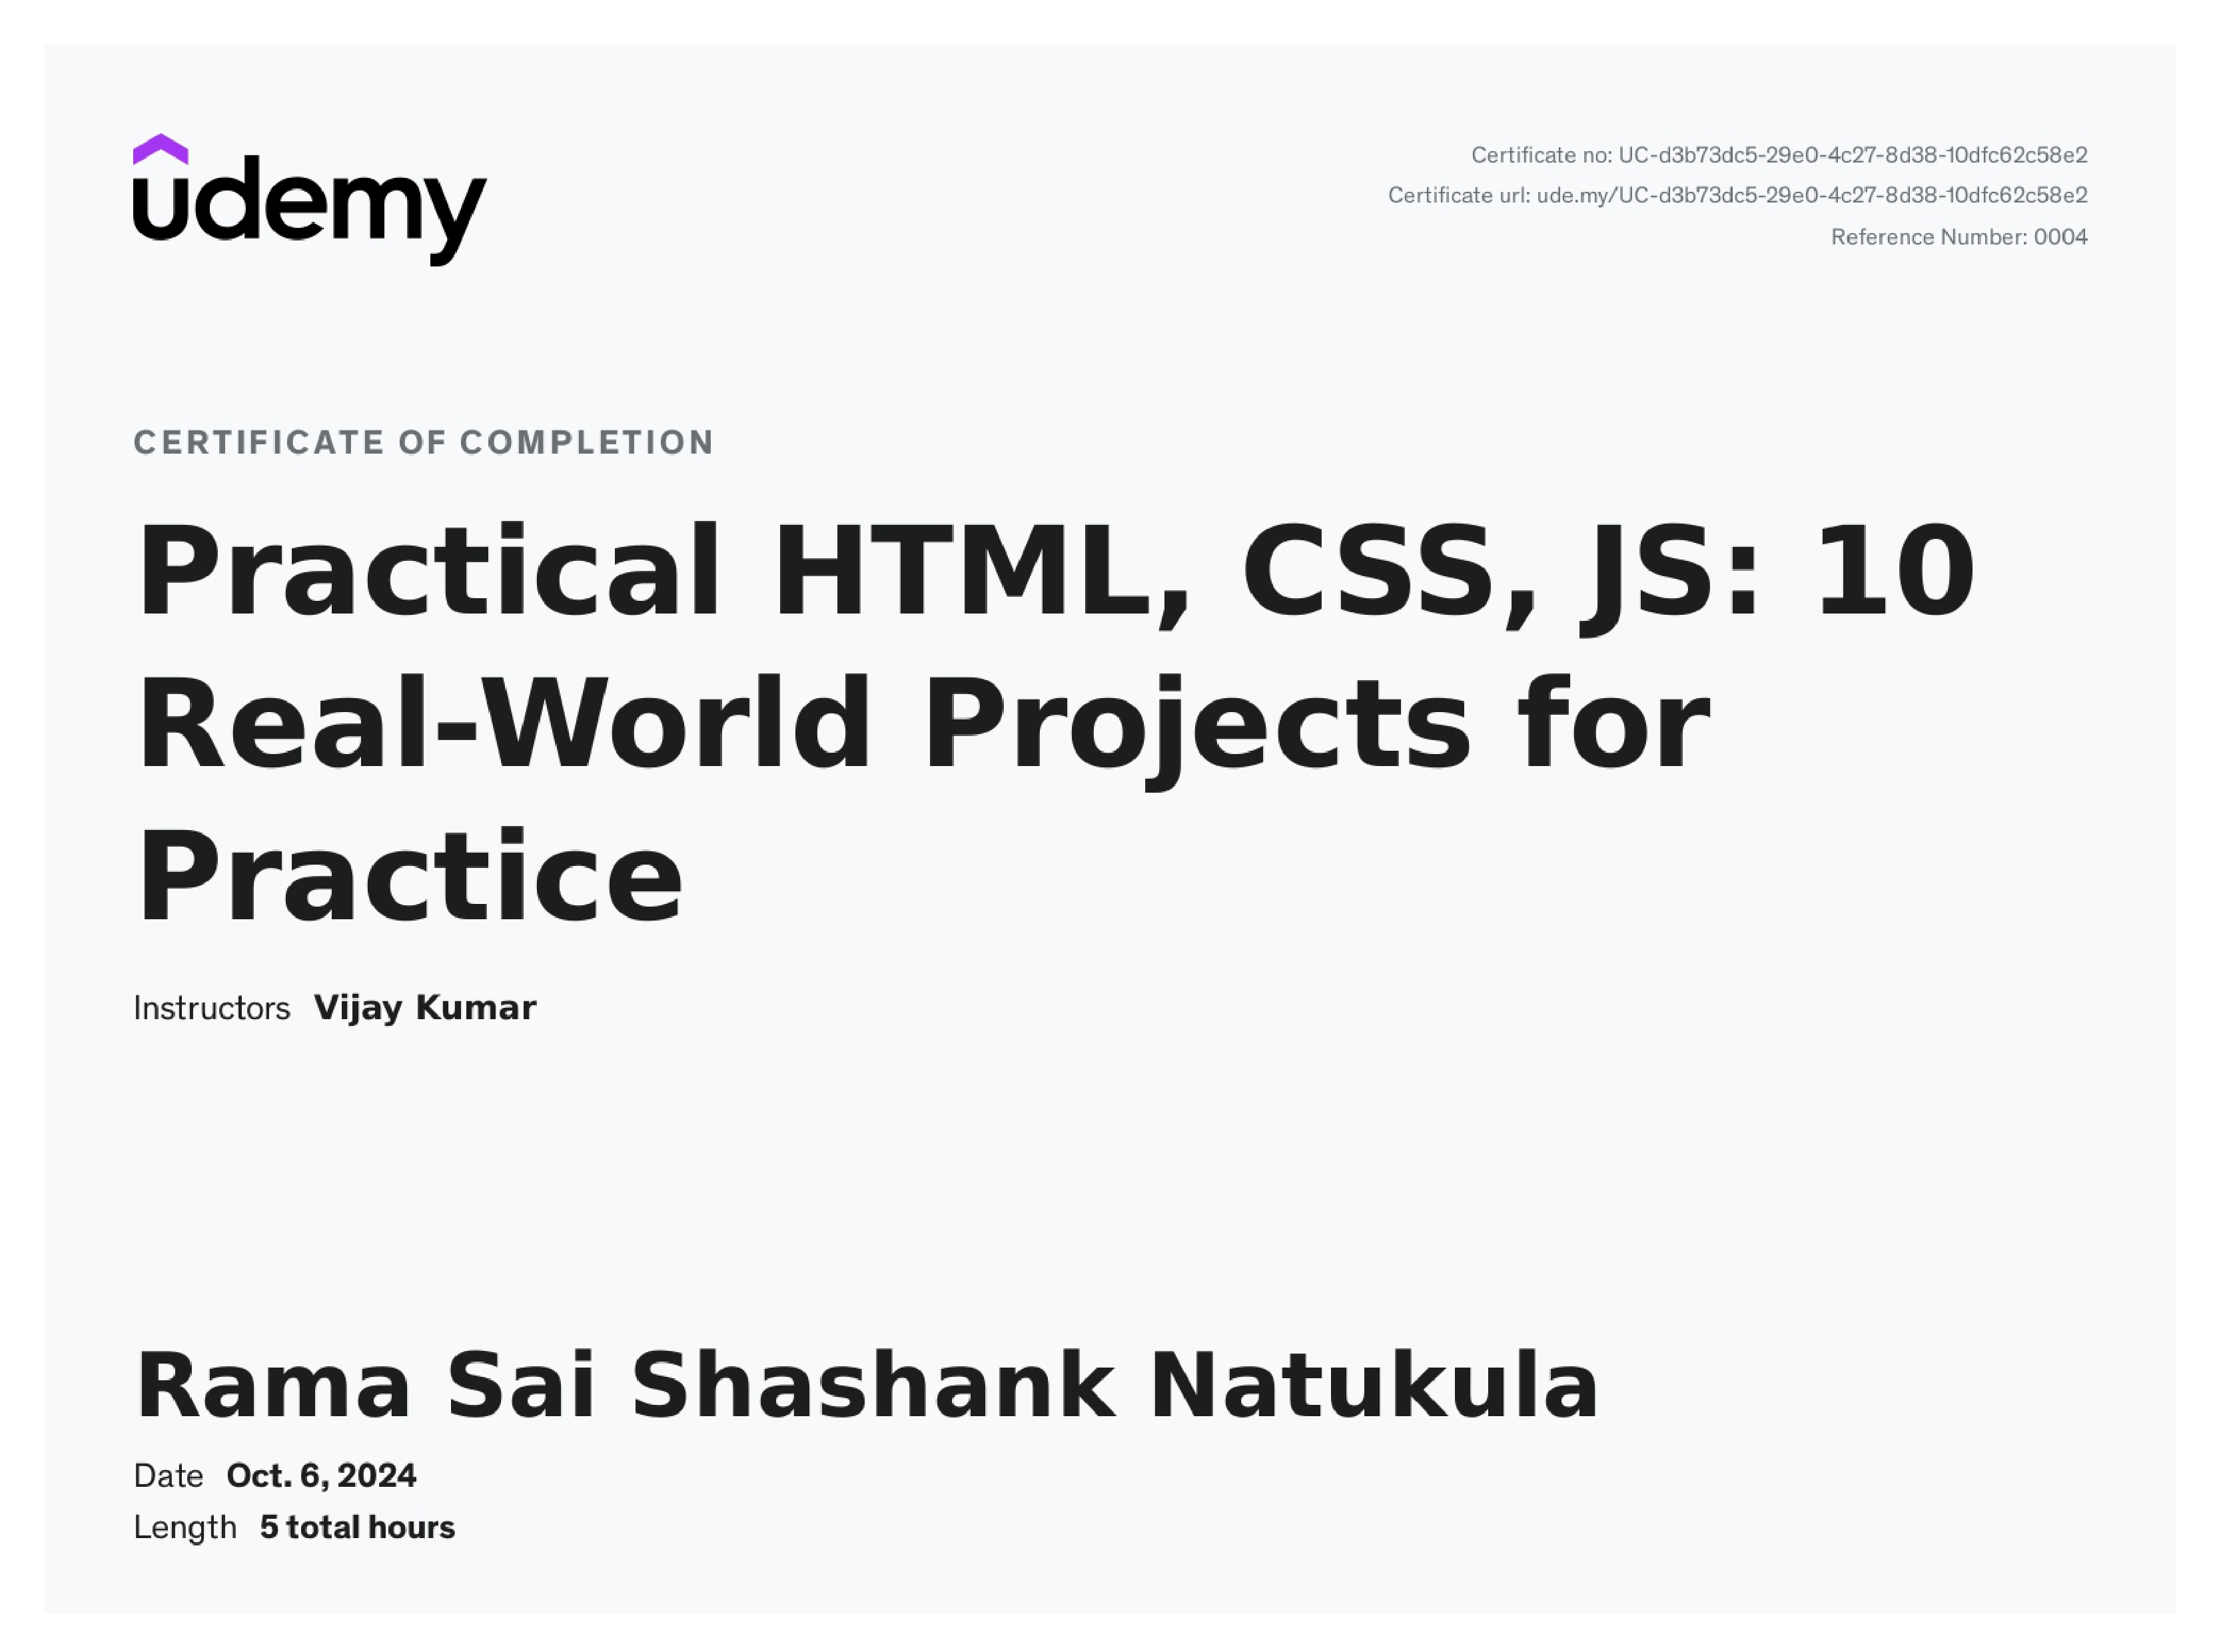 udemy
Certificate no: UC-d3b73dc5-29e0-4c27-8d38-10dfc62c58e2
Certificate url: ude.my/UC-d3b73dc5-29e0-4c27-8d38-10dfc62c58e2
Reference Number: 0004
CERTIFICATE OF COMPLETION
Practical HTML, CSS, JS: 10
Real-World Projects for
Practice
Instructors Vijay Kumar
Rama Sai Shashank Natukula
Date Oct. 6, 2024
Length 5 total hours